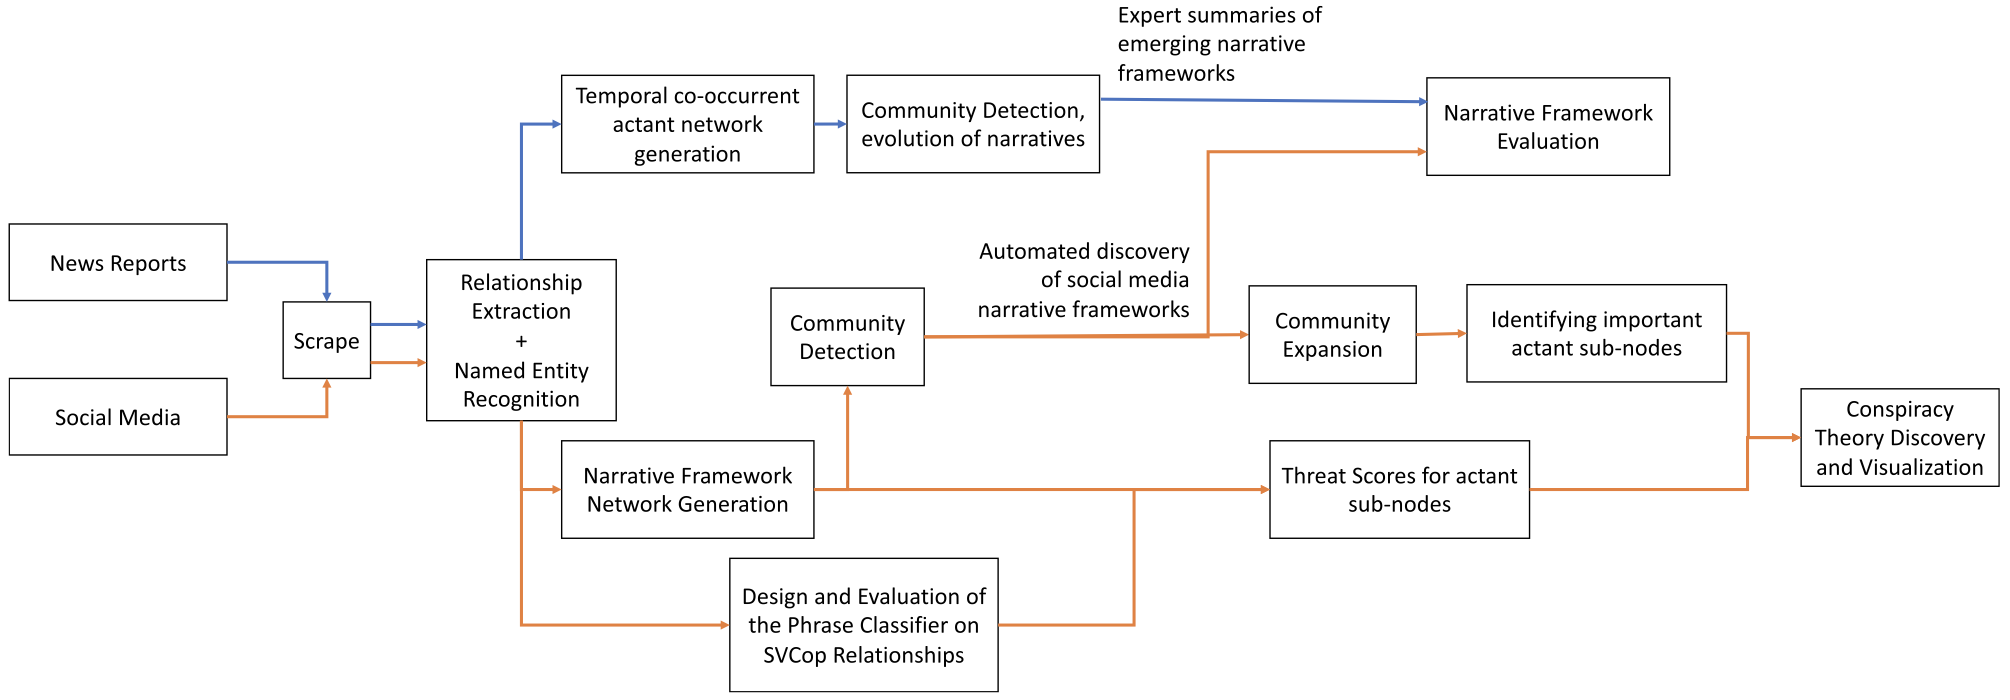 Expert summaries of
emerging narrative
frameworks
Temporal co-occurrent
actant network
generation
Community Detection,
evolution of narratives
Narrative Framework
Evaluation
News Reports
Social Media
Scrape
Relationship
Extraction
+
Named Entity
Recognition
Automated discovery
of social media
narrative frameworks
Community
Detection
Community
Expansion
Identifying important
actant sub-nodes
Narrative Framework
Network Generation
Threat Scores for actant
sub-nodes
Conspiracy
Theory Discovery
and Visualization
Design and Evaluation of
the Phrase Classifier on
SVCop Relationships